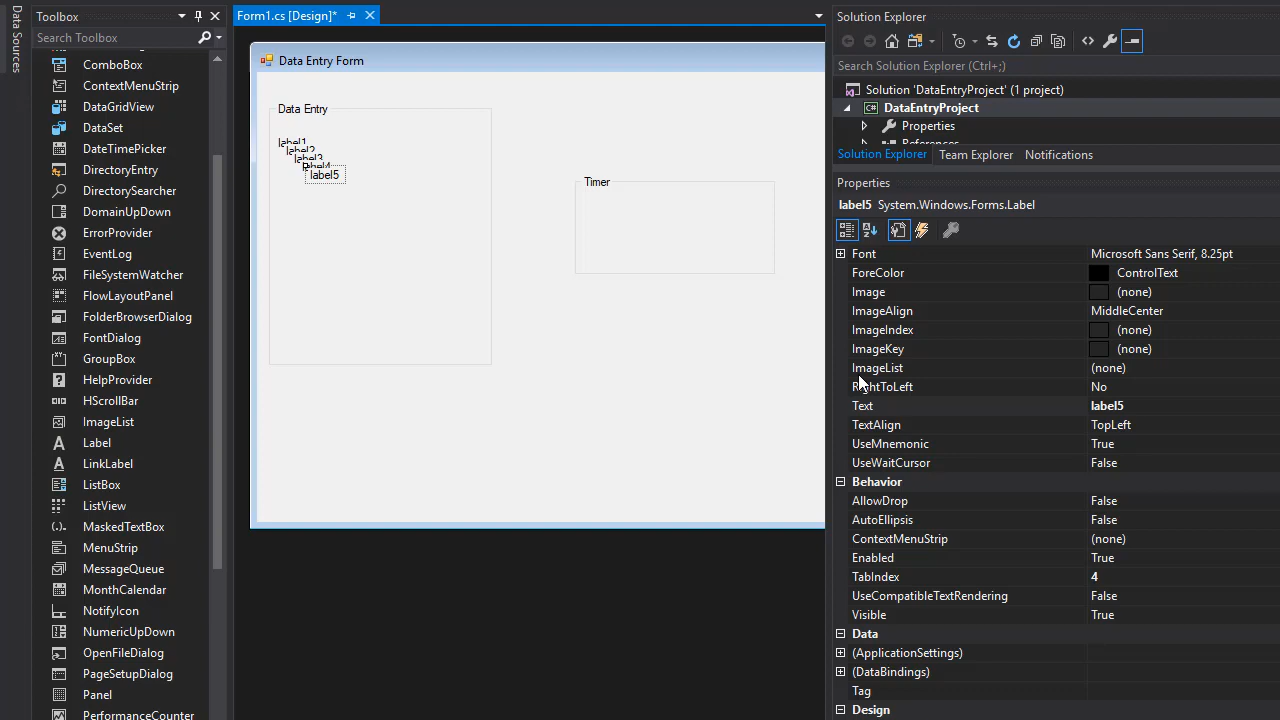 Data Sources
Toolbox
Search Toolbox
ComboBox
ContextMenuStrip
DataGridView
DataSet
DateTimePicker
DirectoryEntry
DirectorySearcher
DomainUpDown
ErrorProvider
EventLog
FileSystemWatcher
FlowLayoutPanel
FolderBrowserDialog
FontDialog
GroupBox
HelpProvider
HScrollBar
ImageList
Label
LinkLabel
ListBox
ListView
MaskedTextBox
MenuStrip
MessageQueue
MonthCalendar
NotifyIcon
NumericUpDown
OpenFileDialog
PageSetupDialog
Panel
PerformanceCounter
Form1.cs [Design]*
Data Entry Form
Data Entry
label1
label2
label3
label4
label5
Timer
Solution Explorer
Search Solution Explorer (Ctrl+;)
Solution 'DataEntryProject' (1 project)
C# DataEntryProject
Properties
References
Solution Explorer Team Explorer Notifications
Properties
label5 System.Windows.Forms.Label
Font Microsoft Sans Serif, 8.25pt
ForeColor ControlText
Image (none)
ImageAlign MiddleCenter
ImageIndex (none)
ImageKey (none)
ImageList (none)
RightToLeft No
Text label5
TextAlign TopLeft
UseMnemonic True
UseWaitCursor False
Behavior
AllowDrop False
AutoEllipsis False
ContextMenuStrip (none)
Enabled True
TabIndex 4
UseCompatibleTextRendering False
Visible True
Data
(ApplicationSettings)
(DataBindings)
Tag
Design